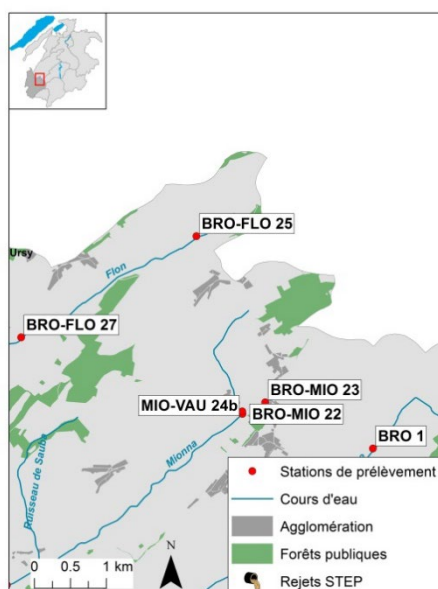 BRO-FLO 25
Ursy
Flon
BRO-FLO 27
BRO-MIO 23
MIO-VAU 24b
BRO-MIO 22
BRO 1
Ruisseau de Sauba
Mionna
Stations de prélèvement
Cours d'eau
Agglomération
Forêts publiques
Rejets STEP
N
0 0.5 1 km